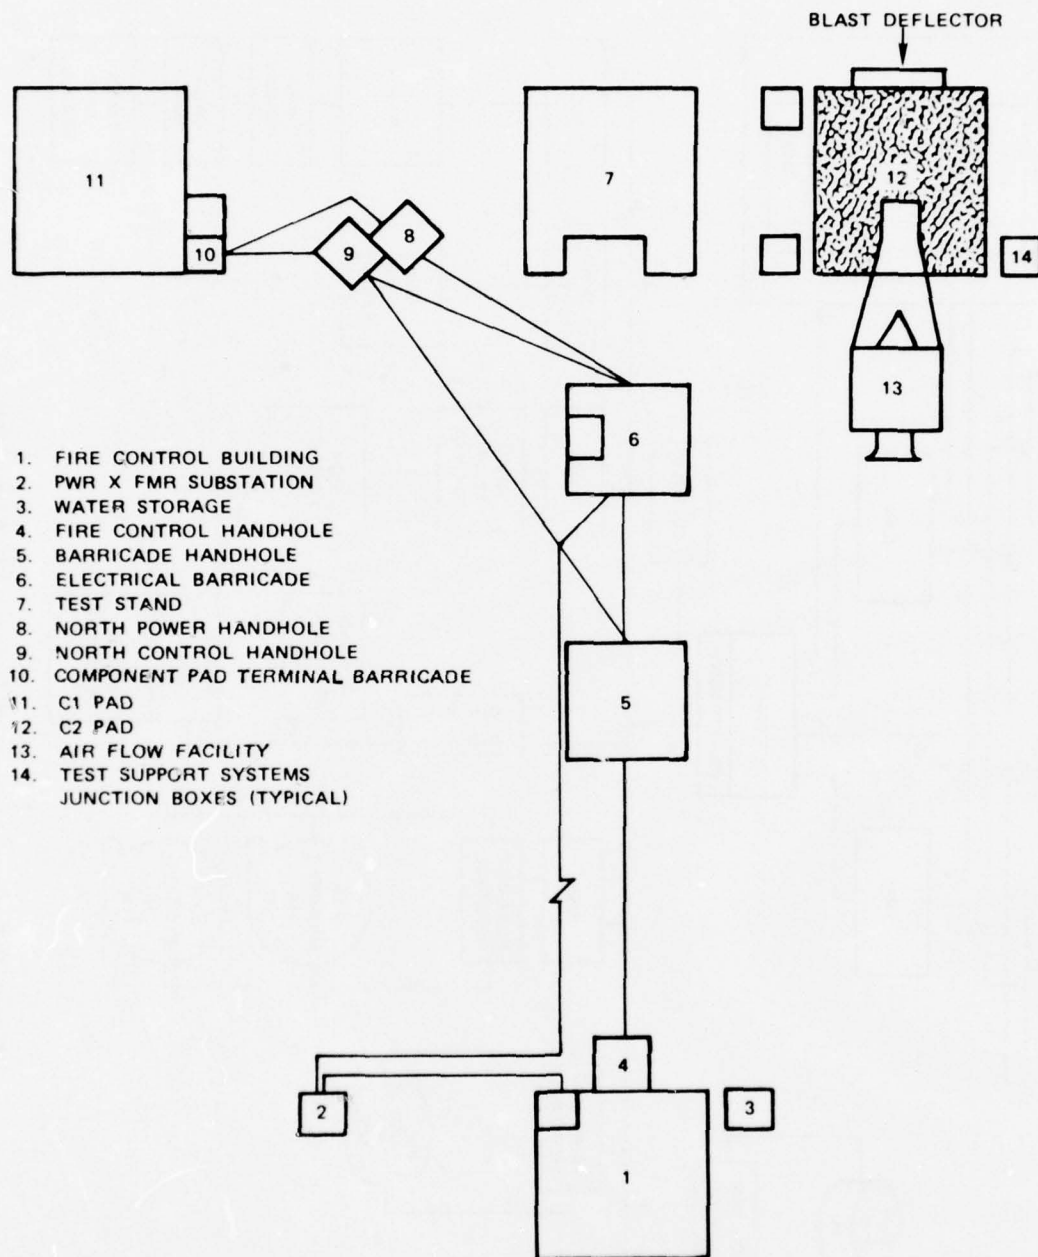 BLAST DEFLECTOR
11
7
12
10
9
8
14
13
6
1. FIRE CONTROL BUILDING
2. PWR X FMR SUBSTATION
3. WATER STORAGE
4. FIRE CONTROL HANDHOLE
5. BARRICADE HANDHOLE
6. ELECTRICAL BARRICADE
7. TEST STAND
8. NORTH POWER HANDHOLE
9. NORTH CONTROL HANDHOLE
10. COMPONENT PAD TERMINAL BARRICADE
11. C1 PAD
12. C2 PAD
13. AIR FLOW FACILITY
14. TEST SUPPORT SYSTEMS
JUNCTION BOXES (TYPICAL)
5
4
2
3
1